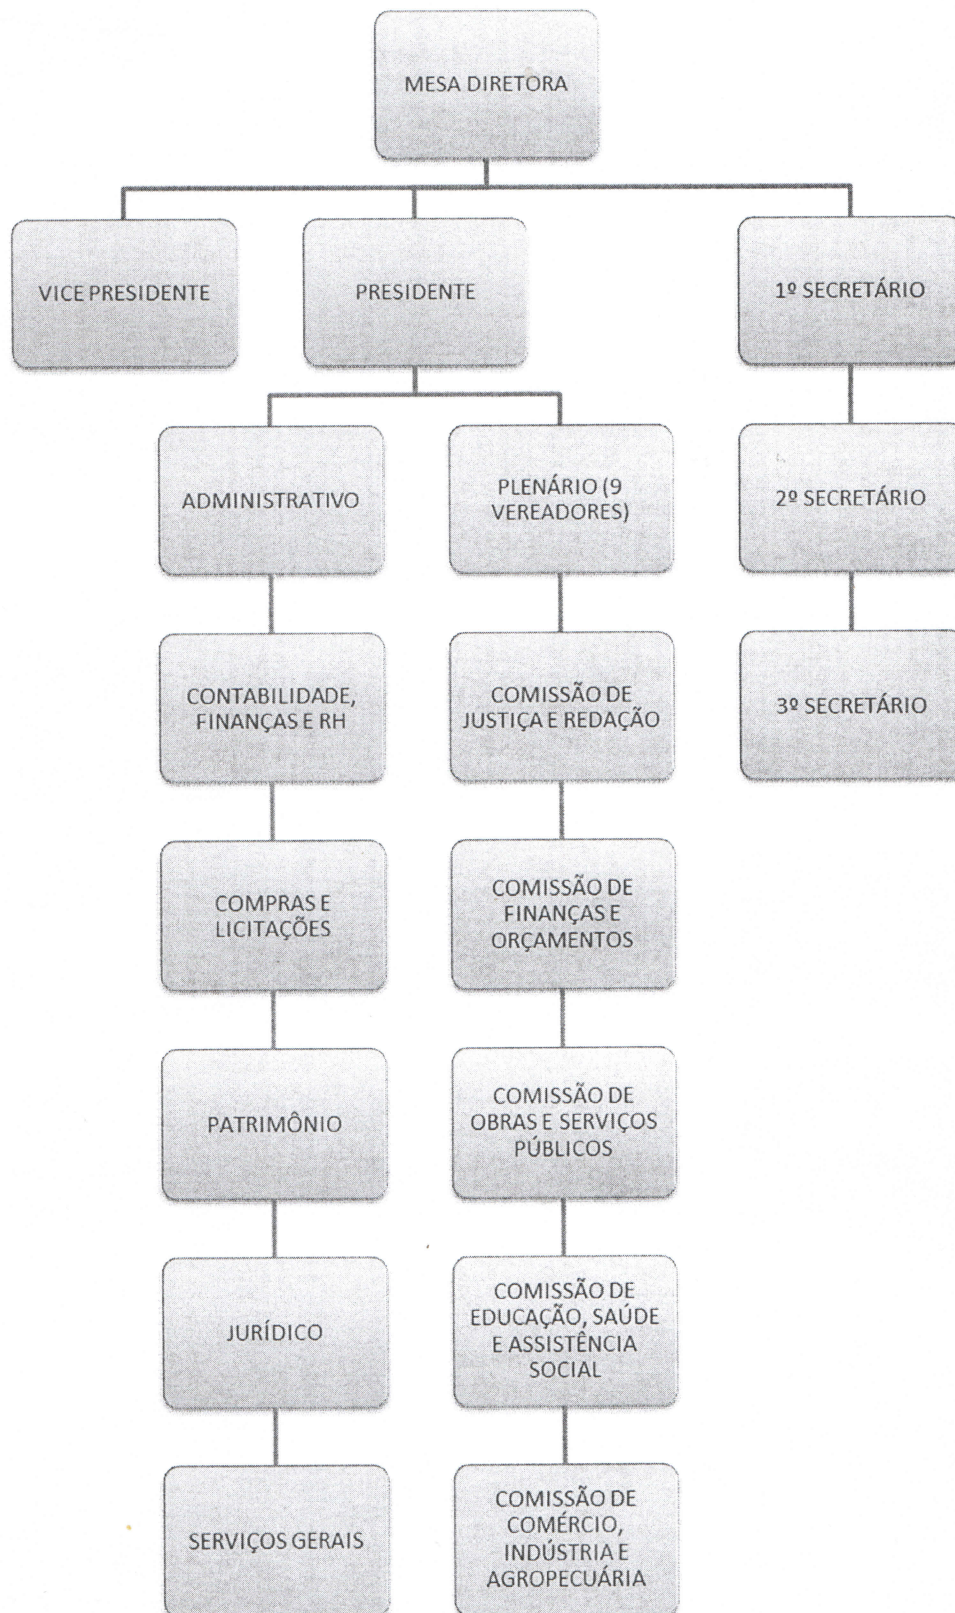 MESA DIRETORA
VICE PRESIDENTE
PRESIDENTE
1º SECRETÁRIO
ADMINISTRATIVO
PLENÁRIO (9
VEREADORES)
2º SECRETÁRIO
CONTABILIDADE,
FINANÇAS E RH
COMISSÃO DE
JUSTIÇA E REDAÇÃO
3º SECRETÁRIO
COMPRAS E
LICITAÇÕES
COMISSÃO DE
FINANÇAS E
ORÇAMENTOS
PATRIMÔNIO
COMISSÃO DE
OBRAS E SERVIÇOS
PÚBLICOS
JURÍDICO
COMISSÃO DE
EDUCAÇÃO, SAÚDE
E ASSISTÊNCIA
SOCIAL
SERVIÇOS GERAIS
COMISSÃO DE
COMÉRCIO,
INDÚSTRIA E
AGROPECUÁRIA